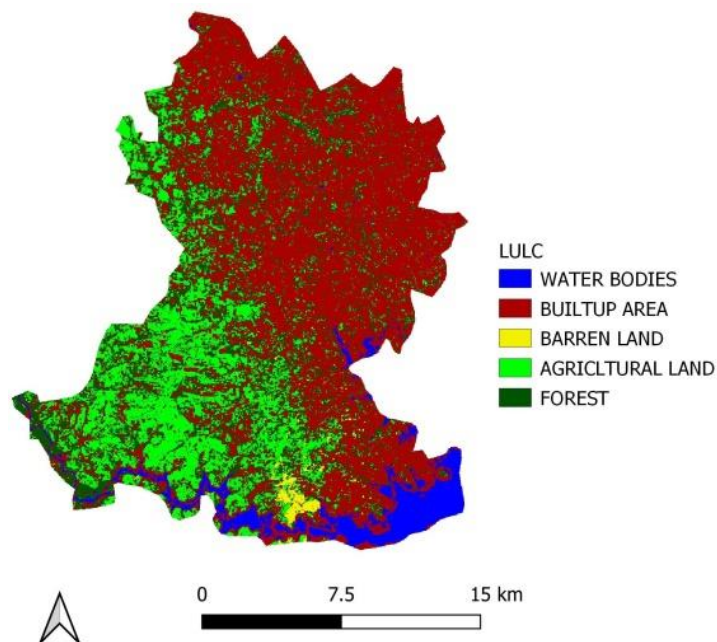 LULC
WATER BODIES
BUILTUP AREA
BARREN LAND
AGRICLTURAL LAND
FOREST
0 7.5 15 km